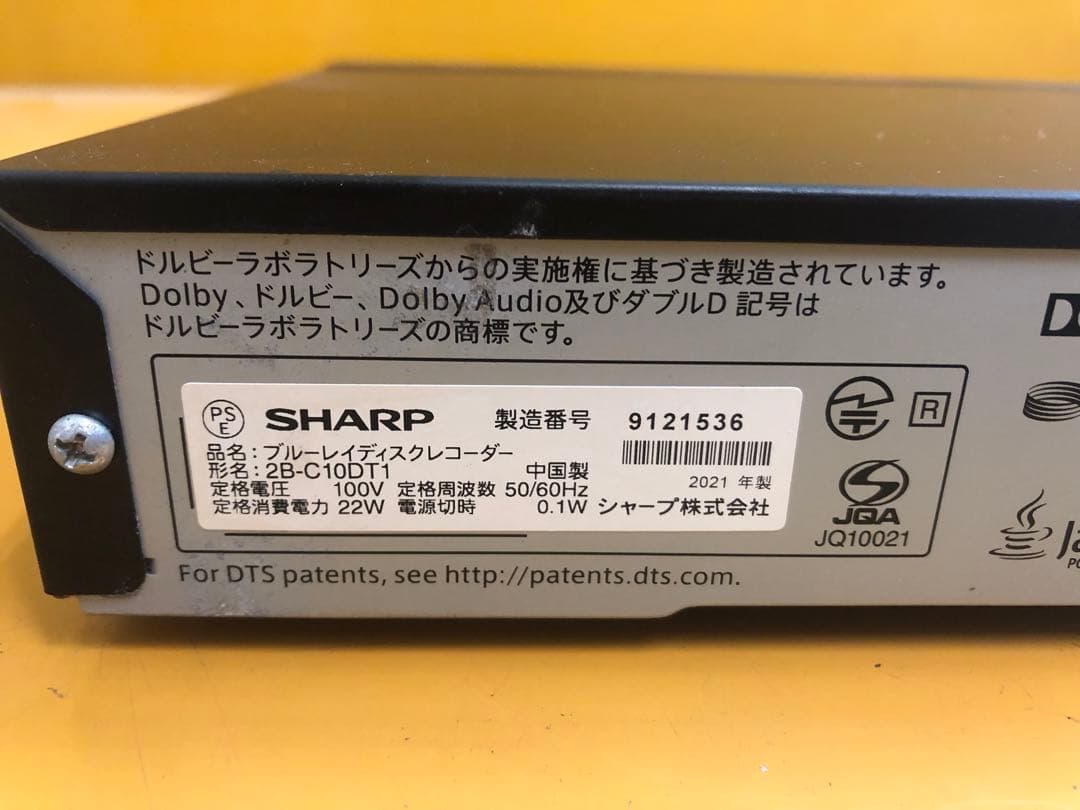 ドルビーラボラトリーズからの実施権に基づき製造されています。
Dolby、ドルビー、Dolby Audio及びダブルD 記号は
ドルビーラボラトリーズの商標です。
PS
E
SHARP 製造番号 9121536
品名：ブルーレイディスクレコーダー
形名：2B-C10DT1 中国製 2021 年製
定格電圧 100V 定格周波数 50/60Hz
定格消費電力 22W 電源切時 0.1W シャープ株式会社
R
JQA
JQ10021
For DTS patents, see http://patents.dts.com.